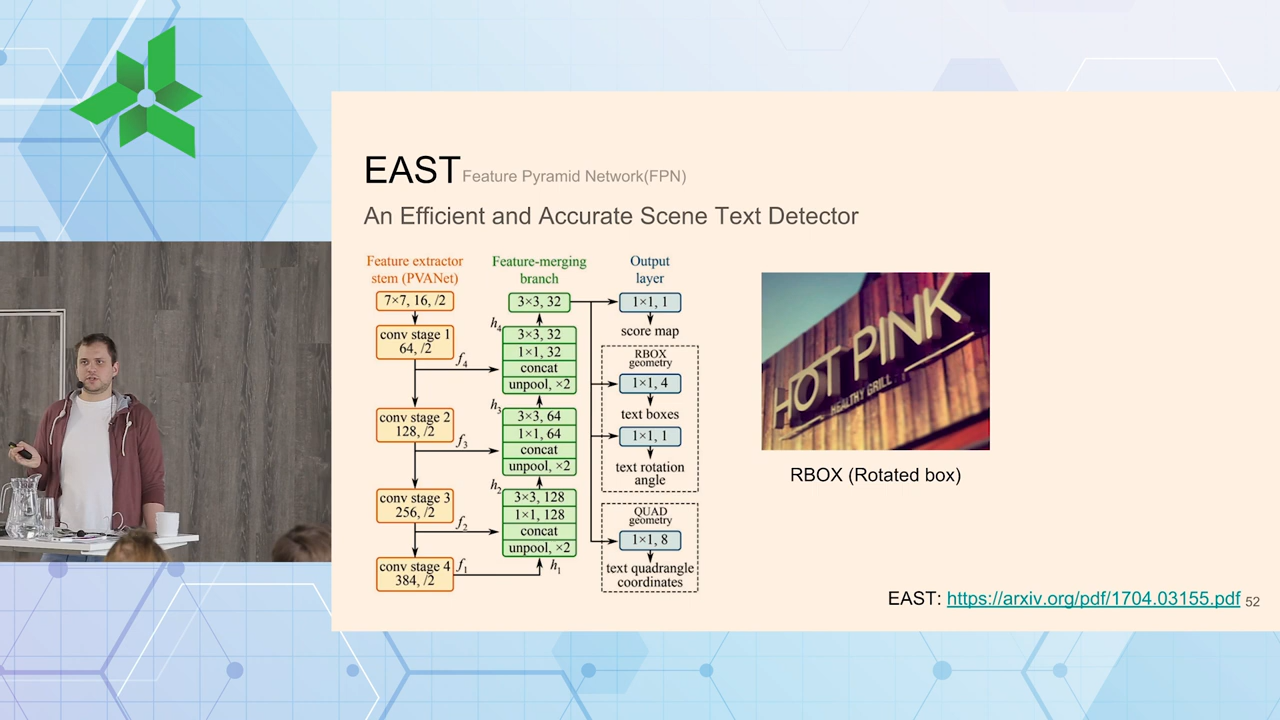 EAST Feature Pyramid Network(FPN)
An Efficient and Accurate Scene Text Detector
Feature extractor
stem (PVANet)
7×7, 16, /2
conv stage 1
64, /2
f₄
conv stage 2
128, /2
f₃
conv stage 3
256, /2
f₂
conv stage 4
384, /2
f₁
Feature-merging
branch
3×3, 32
h₄
3×3, 32
1×1, 32
concat
unpool, ×2
h₃
3×3, 64
1×1, 64
concat
unpool, ×2
h₂
3×3, 128
1×1, 128
concat
unpool, ×2
h₁
Output
layer
1×1, 1
score map
RBOX
geometry
1×1, 4
text boxes
1×1, 1
text rotation
angle
QUAD
geometry
1×1, 8
text quadrangle
coordinates
HOT PINK
HEALTHY GRILL
RBOX (Rotated box)
EAST: https://arxiv.org/pdf/1704.03155.pdf 52